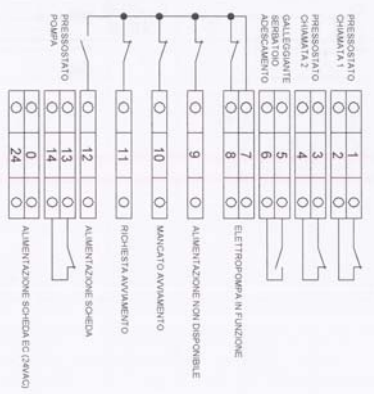 PRESSOSTATO
CHIAMATA 1
PRESSOSTATO
CHIAMATA 2
GALLEGGIANTE
SERBATOIO
ADESCAMENTO
PRESSOSTATO
POMPA
1
2
3
4
5
6
7
8
9
10
11
12
13
14
0
24
ELETTROPOMPA IN FUNZIONE
ALIMENTAZIONE NON DISPONIBILE
MANCATO AVVIAMENTO
RICHIESTA AVVIAMENTO
ALIMENTAZIONE SCHEDA
ALIMENTAZIONE SCHEDA EC (24VAC)